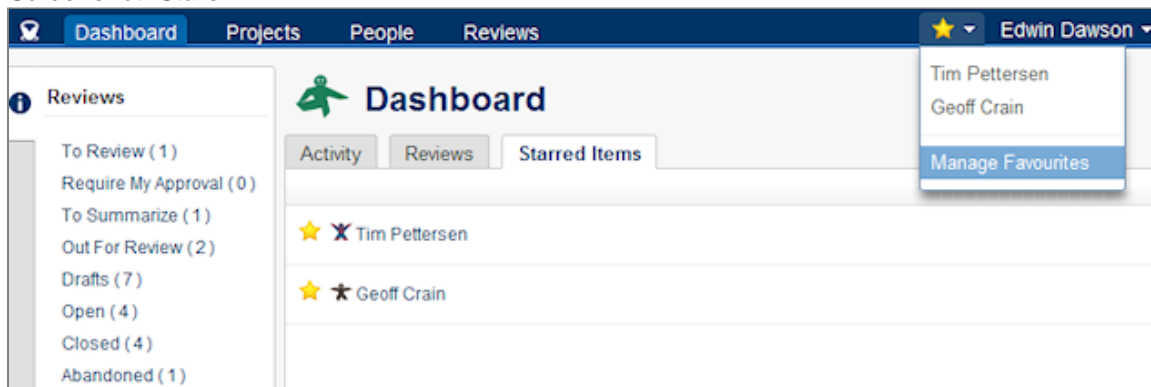 Dashboard Projects People Reviews Edwin Dawson
Tim Pettersen
Geoff Crain
Manage Favourites
Reviews
To Review ( 1 )
Require My Approval ( 0 )
To Summarize ( 1 )
Out For Review ( 2 )
Drafts ( 7 )
Open ( 4 )
Closed ( 4 )
Abandoned ( 1 )
Dashboard
Activity Reviews Starred Items
Tim Pettersen
Geoff Crain